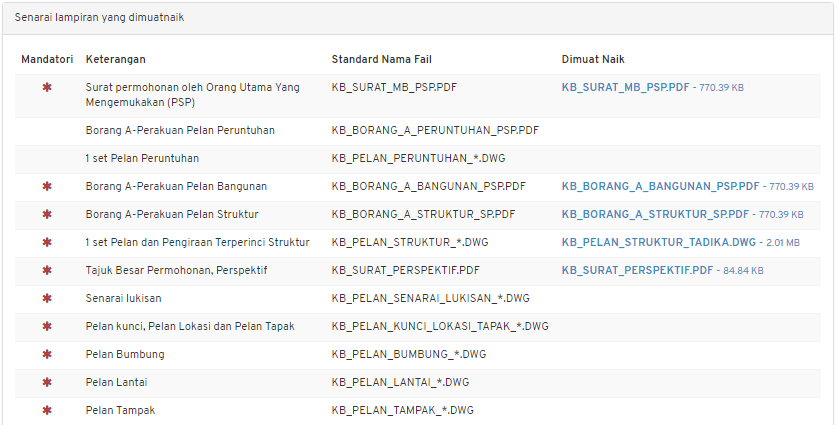 Senarai lampiran yang dimuatnaik
Mandatori Keterangan Standard Nama Fail Dimuat Naik
* Surat permohonan oleh Orang Utama Yang KB_SURAT_MB_PSP.PDF KB_SURAT_MB_PSP.PDF - 770.39 KB
Mengemukakan (PSP)
Borang A-Perakuan Pelan Peruntuhan KB_BORANG_A_PERUNTUHAN_PSP.PDF
1 set Pelan Peruntuhan KB_PELAN_PERUNTUHAN_*.DWG
* Borang A-Perakuan Pelan Bangunan KB_BORANG_A_BANGUNAN_PSP.PDF KB_BORANG_A_BANGUNAN_PSP.PDF - 770.39 KB
* Borang A-Perakuan Pelan Struktur KB_BORANG_A_STRUKTUR_SP.PDF KB_BORANG_A_STRUKTUR_SP.PDF - 770.39 KB
* 1 set Pelan dan Pengiraan Terperinci Struktur KB_PELAN_STRUKTUR_*.DWG KB_PELAN_STRUKTUR_TADIKA.DWG - 2.01 MB
* Tajuk Besar Permohonan, Perspektif KB_SURAT_PERSPEKTIF.PDF KB_SURAT_PERSPEKTIF.PDF - 84.84 KB
* Senarai lukisan KB_PELAN_SENARAI_LUKISAN_*.DWG
* Pelan kunci, Pelan Lokasi dan Pelan Tapak KB_PELAN_KUNCI_LOKASI_TAPAK_*.DWG
* Pelan Bumbung KB_PELAN_BUMBUNG_*.DWG
* Pelan Lantai KB_PELAN_LANTAI_*.DWG
* Pelan Tampak KB_PELAN_TAMPAK_*.DWG